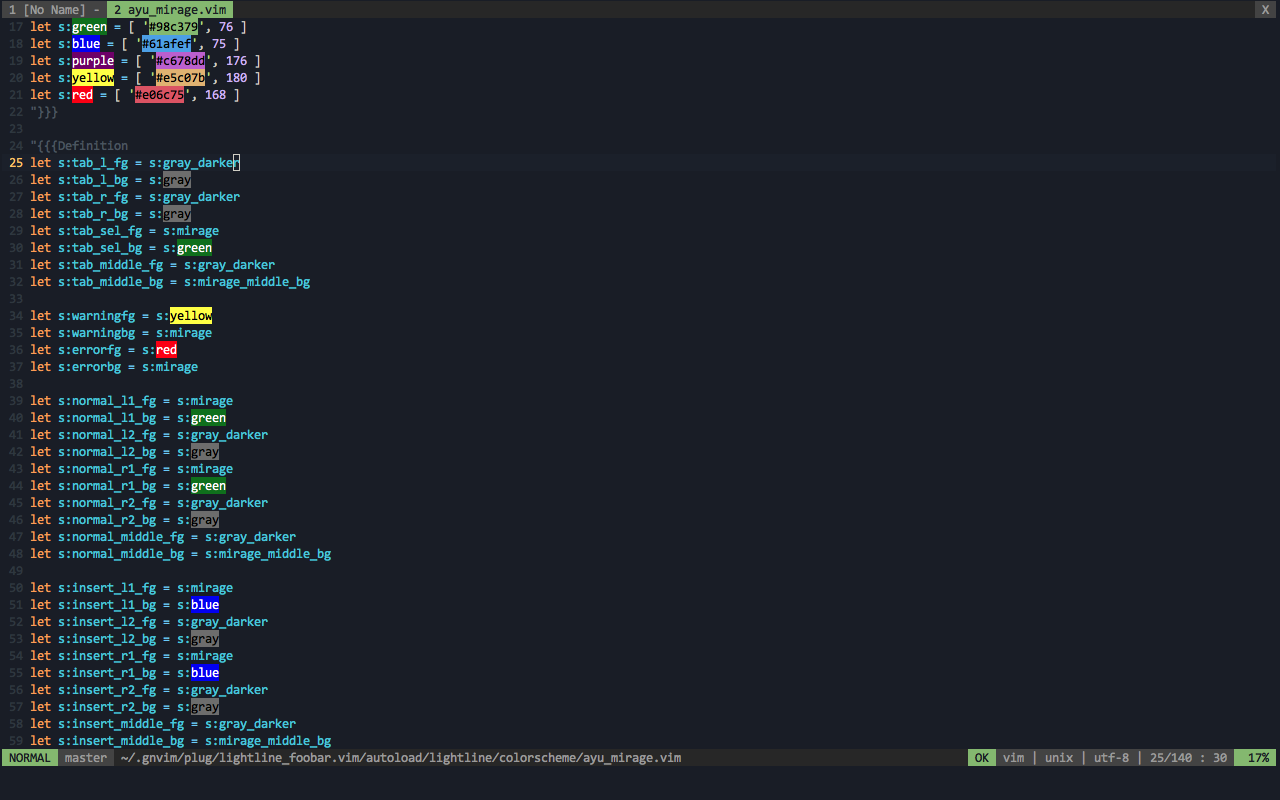 1 [No Name] - 2 ayu_mirage.vim X
17 let s:green = [ '#98c379', 76 ]
18 let s:blue = [ '#61afef', 75 ]
19 let s:purple = [ '#c678dd', 176 ]
20 let s:yellow = [ '#e5c07b', 180 ]
21 let s:red = [ '#e06c75', 168 ]
22 "}}}
23
24 "{{{Definition
25 let s:tab_l_fg = s:gray_darker
26 let s:tab_l_bg = s:gray
27 let s:tab_r_fg = s:gray_darker
28 let s:tab_r_bg = s:gray
29 let s:tab_sel_fg = s:mirage
30 let s:tab_sel_bg = s:green
31 let s:tab_middle_fg = s:gray_darker
32 let s:tab_middle_bg = s:mirage_middle_bg
33
34 let s:warningfg = s:yellow
35 let s:warningbg = s:mirage
36 let s:errorfg = s:red
37 let s:errorbg = s:mirage
38
39 let s:normal_l1_fg = s:mirage
40 let s:normal_l1_bg = s:green
41 let s:normal_l2_fg = s:gray_darker
42 let s:normal_l2_bg = s:gray
43 let s:normal_r1_fg = s:mirage
44 let s:normal_r1_bg = s:green
45 let s:normal_r2_fg = s:gray_darker
46 let s:normal_r2_bg = s:gray
47 let s:normal_middle_fg = s:gray_darker
48 let s:normal_middle_bg = s:mirage_middle_bg
49
50 let s:insert_l1_fg = s:mirage
51 let s:insert_l1_bg = s:blue
52 let s:insert_l2_fg = s:gray_darker
53 let s:insert_l2_bg = s:gray
54 let s:insert_r1_fg = s:mirage
55 let s:insert_r1_bg = s:blue
56 let s:insert_r2_fg = s:gray_darker
57 let s:insert_r2_bg = s:gray
58 let s:insert_middle_fg = s:gray_darker
59 let s:insert_middle_bg = s:mirage_middle_bg
NORMAL master ~/.gnvim/plug/lightline_foobar.vim/autoload/lightline/colorscheme/ayu_mirage.vim OK vim | unix | utf-8 | 25/140 : 30 17%